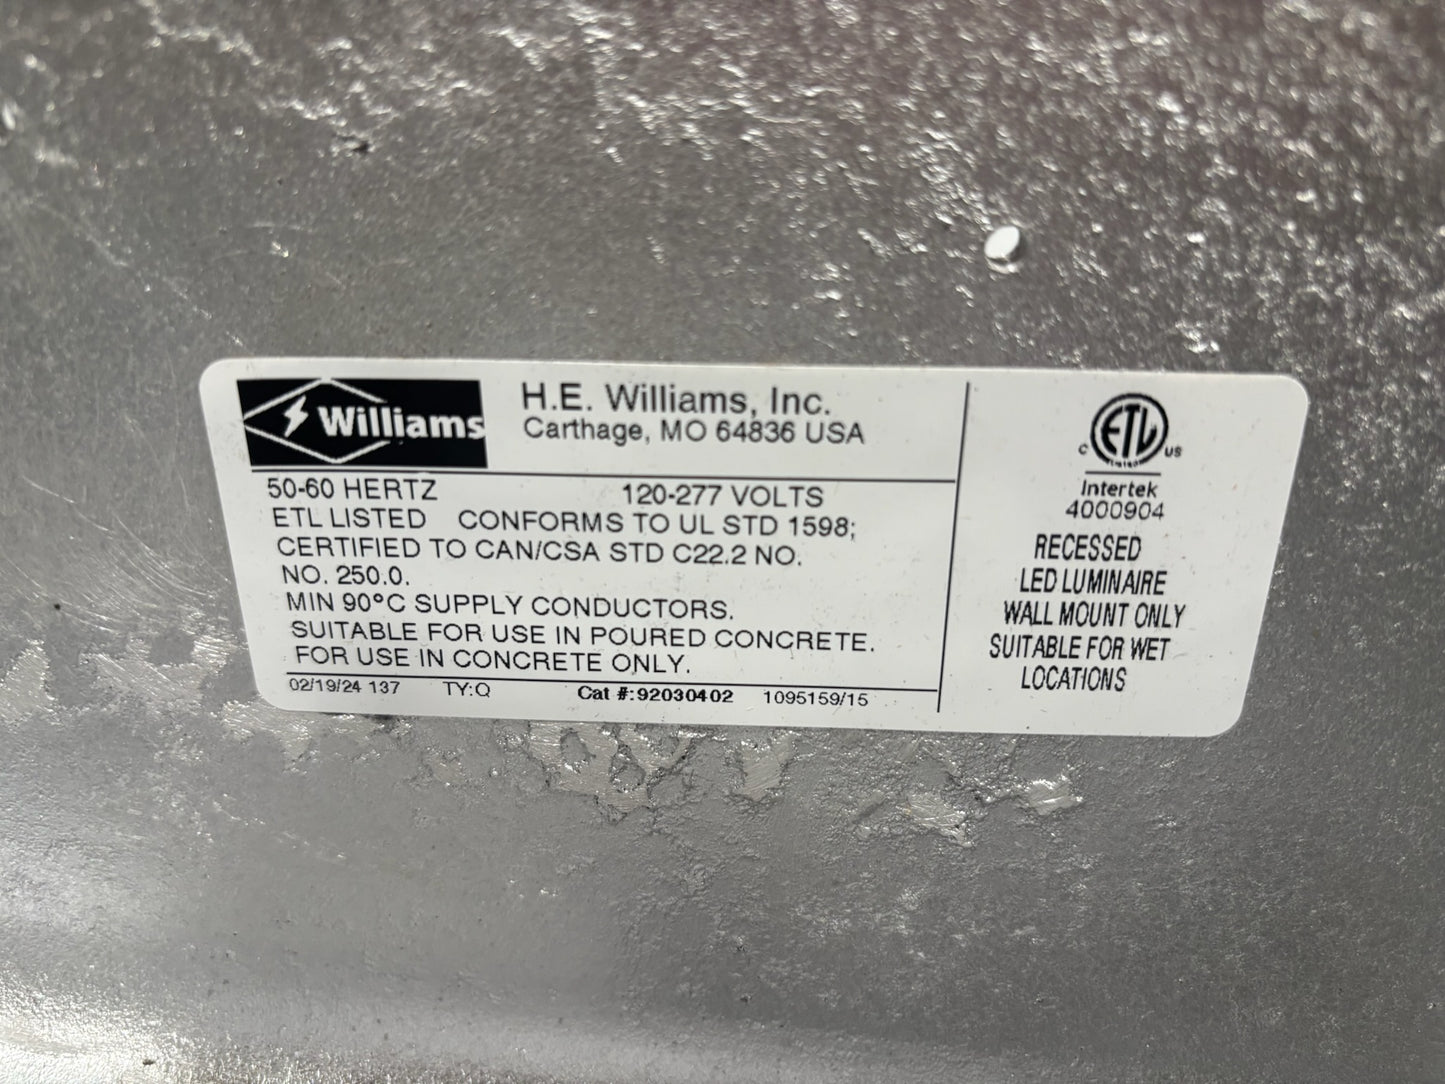 Williams
H.E. Williams, Inc.
Carthage, MO 64836 USA
50-60 HERTZ 120-277 VOLTS
ETL LISTED CONFORMS TO UL STD 1598;
CERTIFIED TO CAN/CSA STD C22.2 NO.
NO. 250.0.
MIN 90°C SUPPLY CONDUCTORS.
SUITABLE FOR USE IN POURED CONCRETE.
FOR USE IN CONCRETE ONLY.
02/19/24 137 TY:Q Cat #:92030402 1095159/15
ETL
C US
LISTED
Intertek
4000904
RECESSED
LED LUMINAIRE
WALL MOUNT ONLY
SUITABLE FOR WET
LOCATIONS